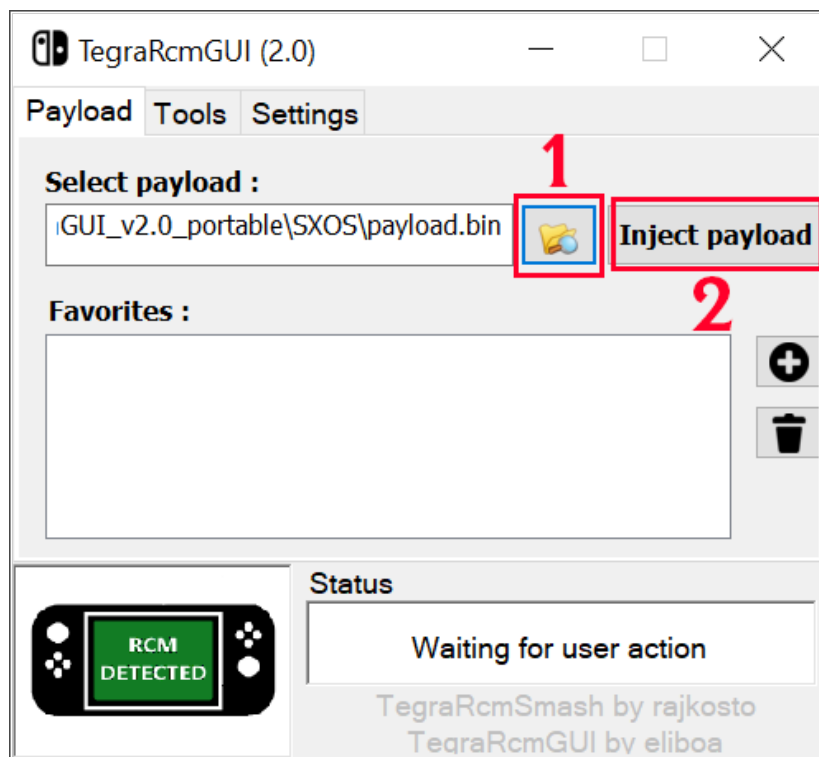 TegraRcmGUI (2.0)
Payload Tools Settings
1
Select payload :
GUI_v2.0_portable\SXOS\payload.bin
Inject payload
2
Favorites :
Status
RCM
DETECTED
Waiting for user action
TegraRcmSmash by rajkosto
TegraRcmGUI by eliboa